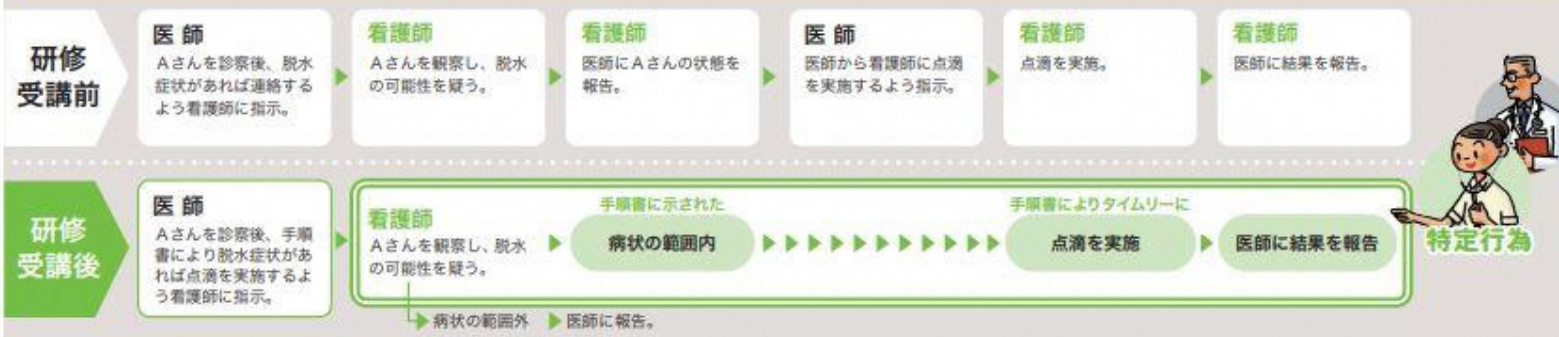 研修
受講前
医師
Aさんを診察後、脱水
症状があれば連絡する
よう看護師に指示。
看護師
Aさんを観察し、脱水
の可能性を疑う。
看護師
医師にAさんの状態を
報告。
医師
医師から看護師に点滴
を実施するよう指示。
看護師
点滴を実施。
看護師
医師に結果を報告。
研修
受講後
医師
Aさんを診察後、手順
書により脱水症状があ
れば点滴を実施するよ
う看護師に指示。
看護師
Aさんを観察し、脱水
の可能性を疑う。
手順書に示された
病状の範囲内
手順書によりタイムリーに
点滴を実施
医師に結果を報告
病状の範囲外
医師に報告。
特定行為